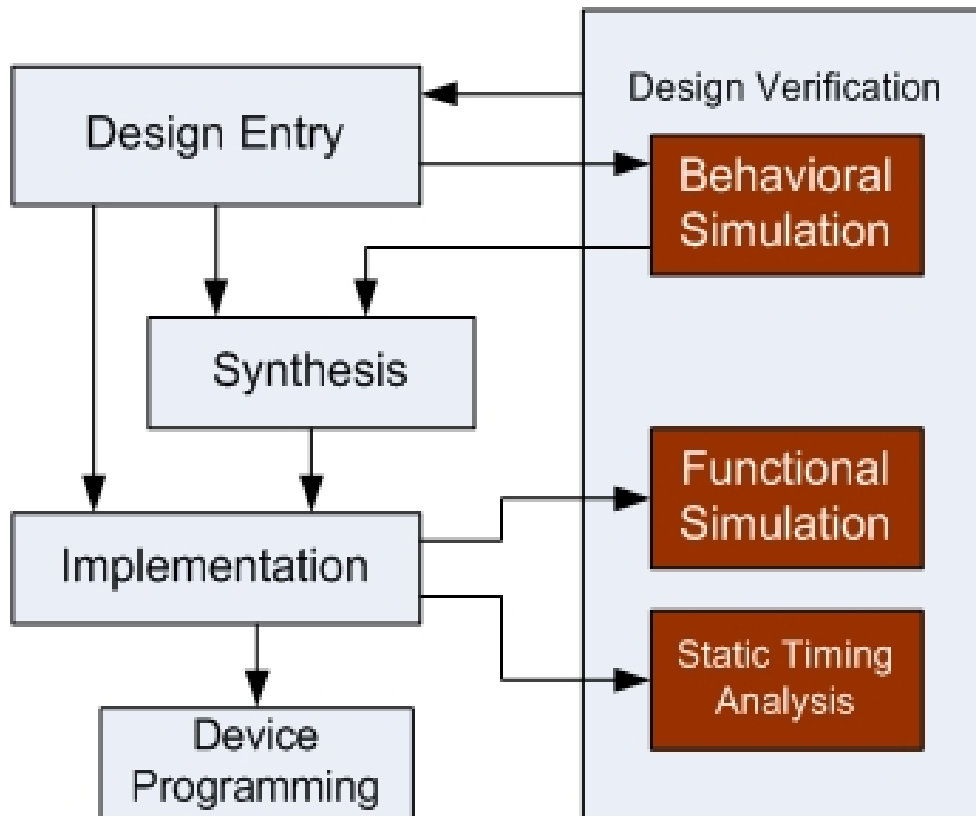 Design Entry
Design Verification
Behavioral
Simulation
Synthesis
Functional
Simulation
Implementation
Static Timing
Analysis
Device
Programming